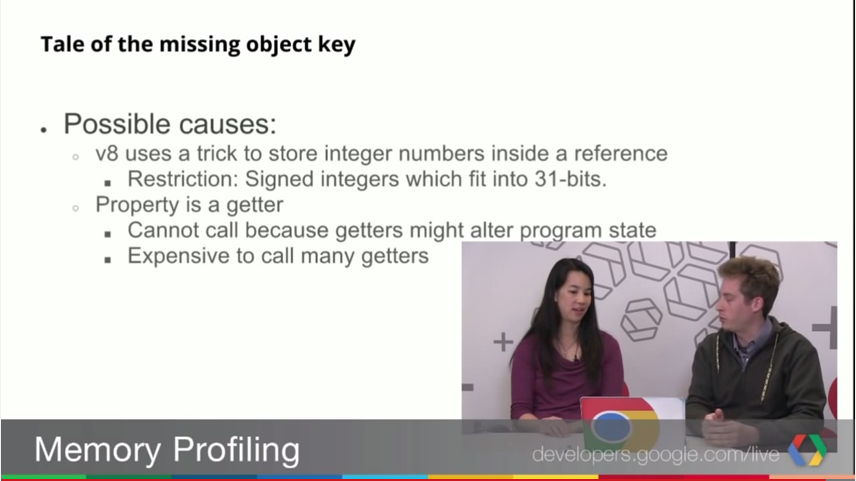 Tale of the missing object key
Possible causes:
v8 uses a trick to store integer numbers inside a reference
Restriction: Signed integers which fit into 31-bits.
Property is a getter
Cannot call because getters might alter program state
Expensive to call many getters
Memory Profiling
developers.google.com/live